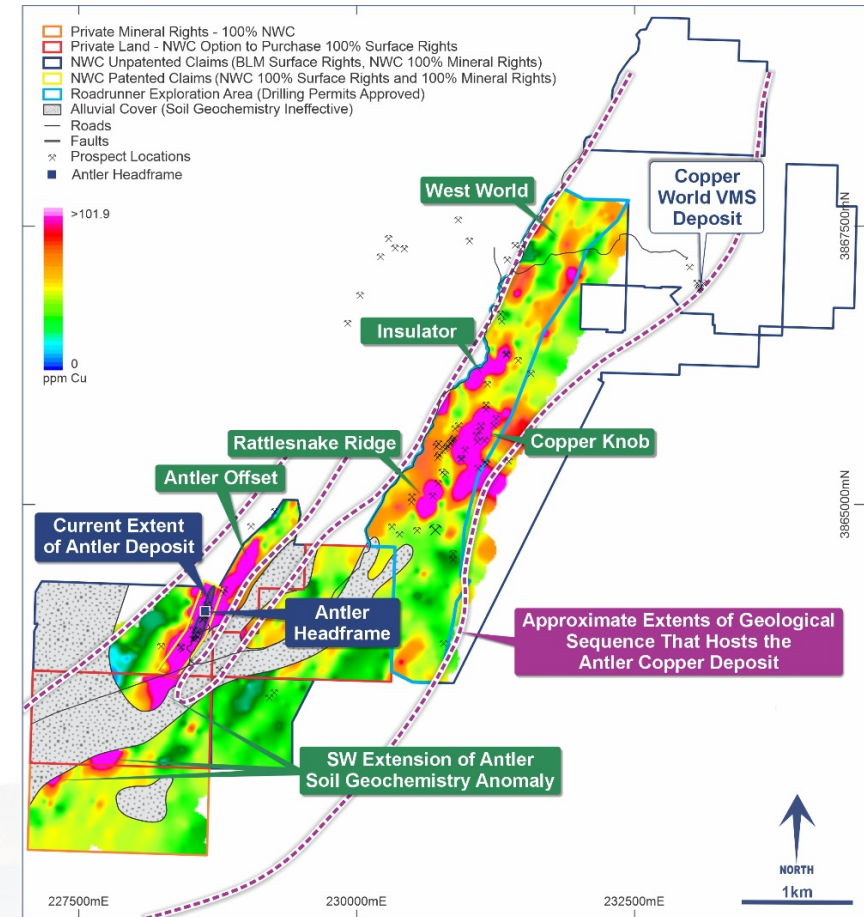 Private Mineral Rights - 100% NWC
Private Land - NWC Option to Purchase 100% Surface Rights
NWC Unpatented Claims (BLM Surface Rights, NWC 100% Mineral Rights)
NWC Patented Claims (NWC 100% Surface Rights and 100% Mineral Rights)
Roadrunner Exploration Area (Drilling Permits Approved)
Alluvial Cover (Soil Geochemistry Ineffective)
Roads
Faults
Prospect Locations
Antler Headframe
>101.9
0
ppm Cu
West World
Copper
World VMS
Deposit
3867500mN
Insulator
Rattlesnake Ridge
Copper Knob
Antler Offset
3865000mN
Current Extent
of Antler Deposit
Antler
Headframe
Approximate Extents of Geological
Sequence That Hosts the
Antler Copper Deposit
SW Extension of Antler
Soil Geochemistry Anomaly
NORTH
1km
227500mE
230000mE
232500mE